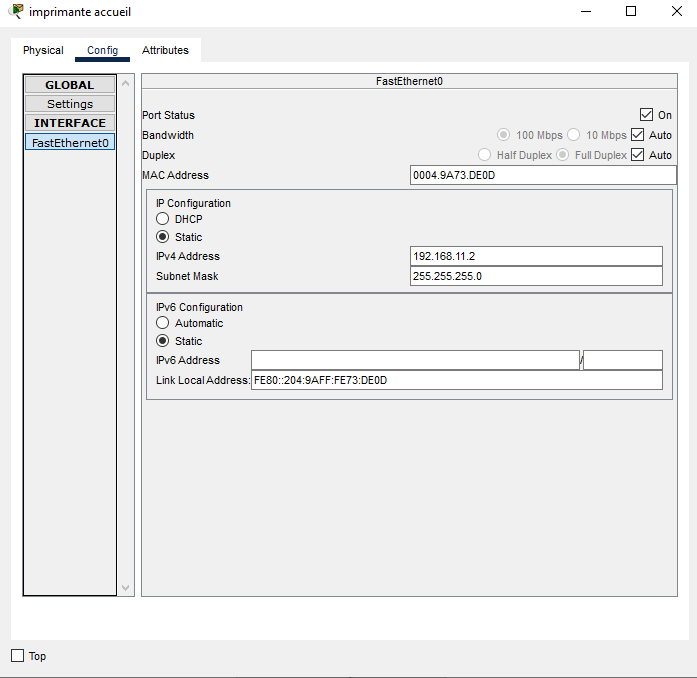 imprimante accueil
Physical Config Attributes
GLOBAL
Settings
INTERFACE
FastEthernet0
FastEthernet0
Port Status On
Bandwidth 100 Mbps 10 Mbps Auto
Duplex Half Duplex Full Duplex Auto
MAC Address 0004.9A73.DE0D
IP Configuration
DHCP
Static
IPv4 Address 192.168.11.2
Subnet Mask 255.255.255.0
IPv6 Configuration
Automatic
Static
IPv6 Address /
Link Local Address: FE80::204:9AFF:FE73:DE0D
Top